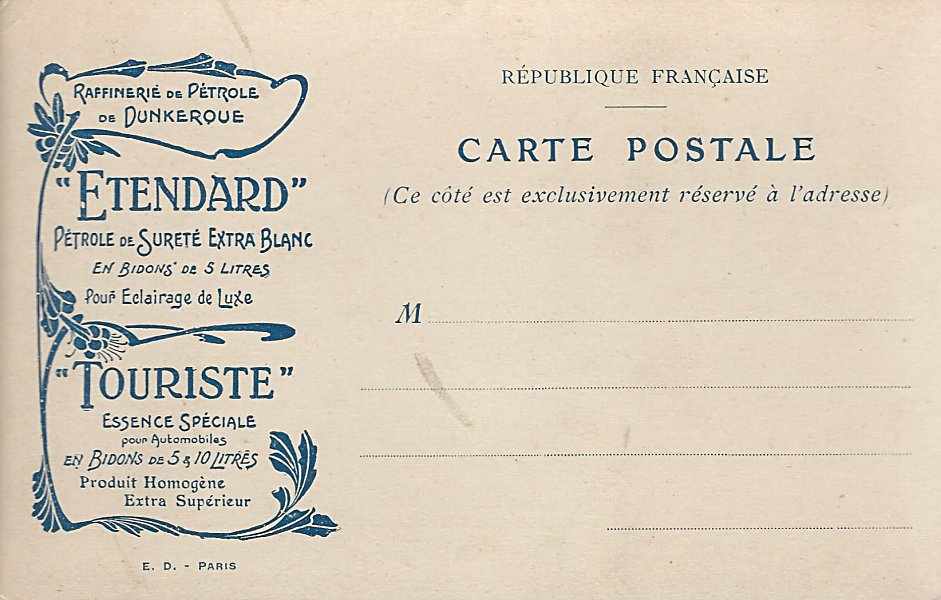 RAFFINERIE DE PÉTROLE
DE DUNKERQUE
"ETENDARD"
PÉTROLE DE SURETÉ EXTRA BLANC
EN BIDONS DE 5 LITRES
Pour Eclairage de Luxe
"TOURISTE"
ESSENCE SPÉCIALE
pour Automobiles
EN BIDONS DE 5 & 10 LITRES
Produit Homogène
Extra Supérieur
E. D. - PARIS
RÉPUBLIQUE FRANÇAISE
CARTE POSTALE
(Ce côté est exclusivement réservé à l'adresse)
M